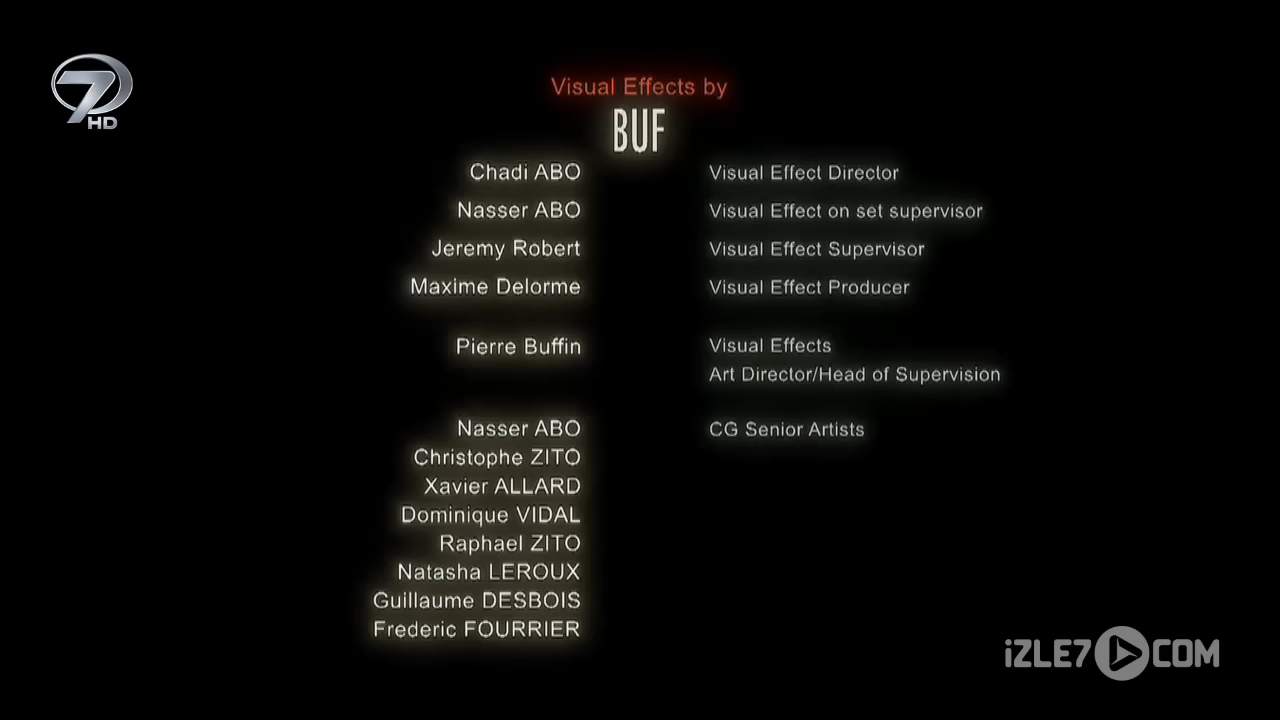 7
HD
Visual Effects by
BUF
Chadi ABO Visual Effect Director
Nasser ABO Visual Effect on set supervisor
Jeremy Robert Visual Effect Supervisor
Maxime Delorme Visual Effect Producer
Pierre Buffin Visual Effects
Art Director/Head of Supervision
Nasser ABO CG Senior Artists
Christophe ZITO
Xavier ALLARD
Dominique VIDAL
Raphael ZITO
Natasha LEROUX
Guillaume DESBOIS
Frederic FOURRIER
iZLE7 COM